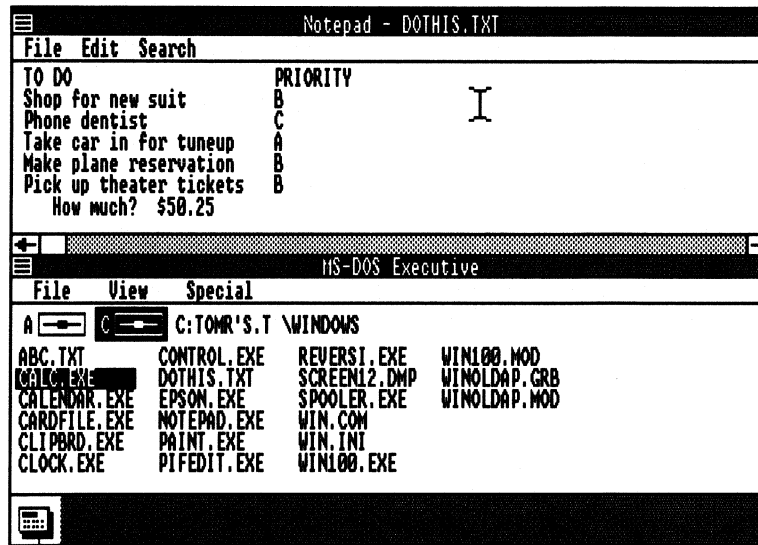 Notepad - DOTHIS.TXT
File Edit Search
TO DO PRIORITY
Shop for new suit B
Phone dentist C
Take car in for tuneup A
Make plane reservation B
Pick up theater tickets B
How much? $50.25
MS-DOS Executive
File View Special
A C C:TOMR'S.T \WINDOWS
ABC.TXT CONTROL.EXE REVERSI.EXE WIN100.MOD
CALC.EXE DOTHIS.TXT SCREEN12.DMP WINOLDAP.GRB
CALENDAR.EXE EPSON.EXE SPOOLER.EXE WINOLDAP.MOD
CARDFILE.EXE NOTEPAD.EXE WIN.COM
CLIPBRD.EXE PAINT.EXE WIN.INI
CLOCK.EXE PIFEDIT.EXE WIN100.EXE